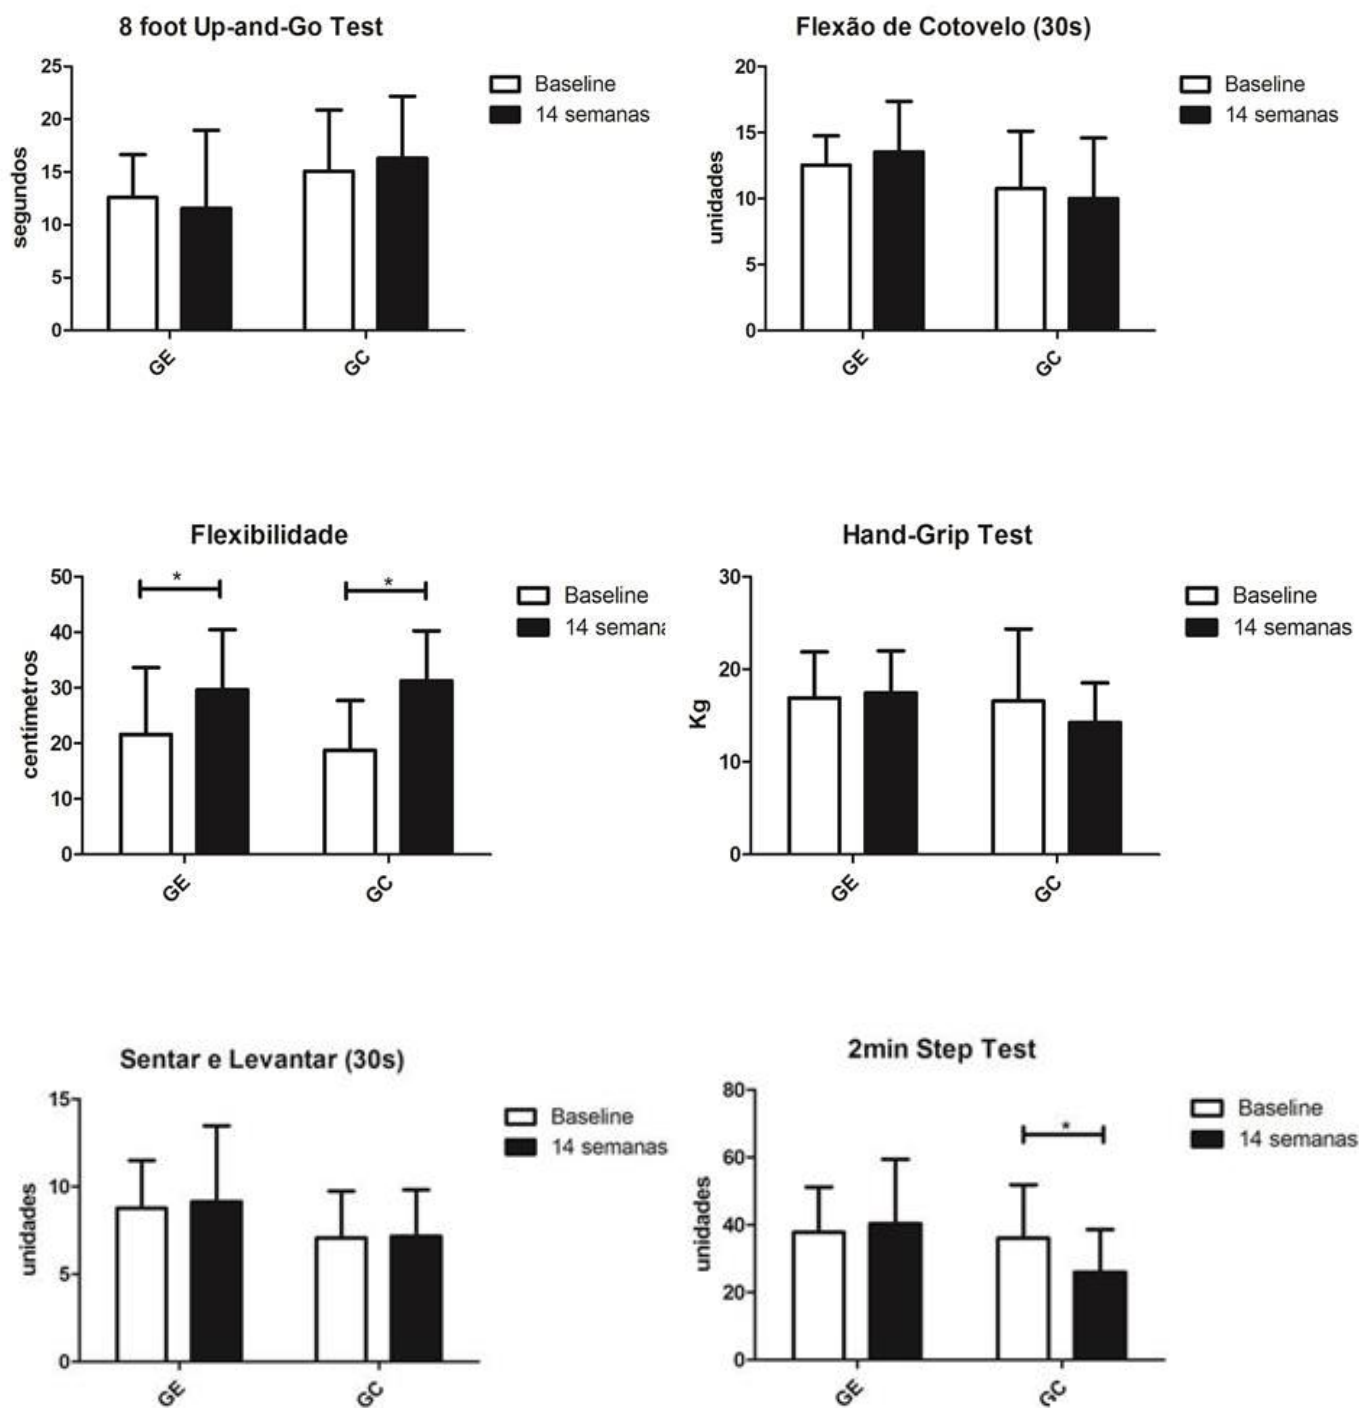 8 foot Up-and-Go Test
25
20
15
10
5
0
segundos
GE
GC
Baseline
14 semanas
Flexão de Cotovelo (30s)
20
15
10
5
0
unidades
GE
GC
Baseline
14 semanas
Flexibilidade
50
40
30
20
10
0
centímetros
*
*
GE
GC
Baseline
14 semana
Hand-Grip Test
30
20
10
0
Kg
GE
GC
Baseline
14 semanas
Sentar e Levantar (30s)
15
10
5
0
unidades
GE
GC
Baseline
14 semanas
2min Step Test
80
60
40
20
0
unidades
*
GE
GC
Baseline
14 semanas